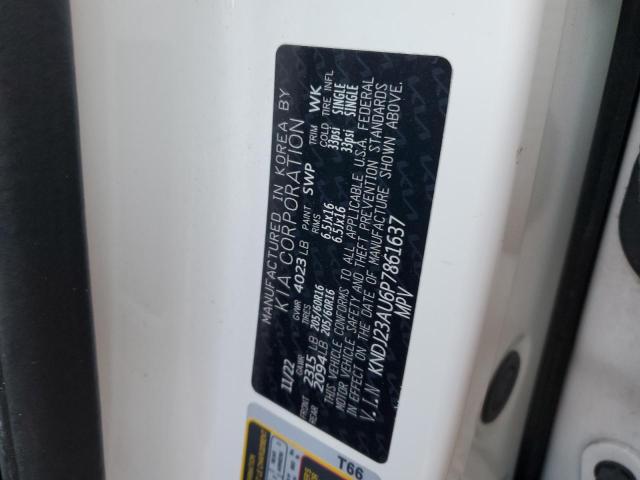 MANUFACTURED IN KOREA BY
KIA CORPORATION
11/22 GVWR 4023 LB PAINT SWP TRIM WK
GAWR TIRES RIMS COLD TIRE INFL
FRONT 2315 LB 205/60R16 6.5Jx16 33psi SINGLE
REAR 2094 LB 205/60R16 6.5Jx16 33psi SINGLE
THIS VEHICLE CONFORMS TO ALL APPLICABLE U.S.A. FEDERAL
MOTOR VEHICLE SAFETY AND THEFT PREVENTION STANDARDS
IN EFFECT ON THE DATE OF MANUFACTURE SHOWN ABOVE.
V.I.N KNDJ23AU6P7861637
MPV
T66